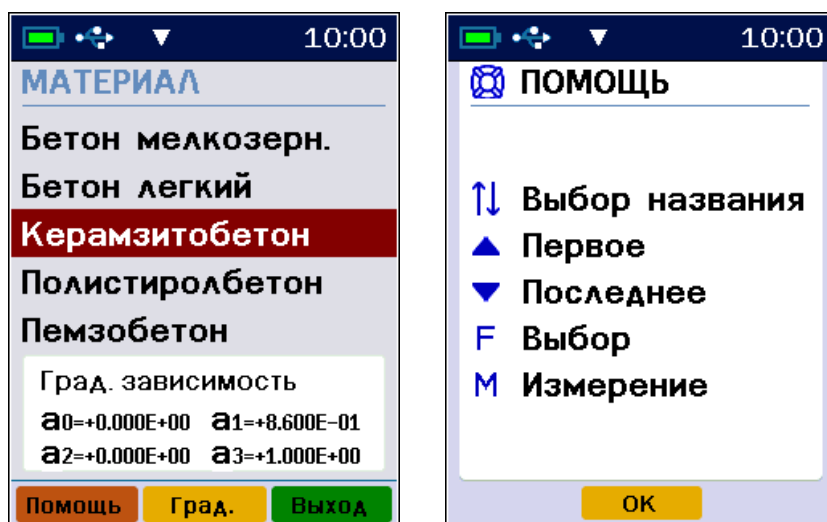 10:00
МАТЕРИАЛ
Бетон мелкозерн.
Бетон легкий
Керамзитобетон
Полистиролбетон
Пемзобетон
Град. зависимость
a0=+0.000E+00 a1=+8.600E-01
a2=+0.000E+00 a3=+1.000E+00
Помощь Град. Выход
10:00
ПОМОЩЬ
Выбор названия
Первое
Последнее
F Выбор
M Измерение
ОК